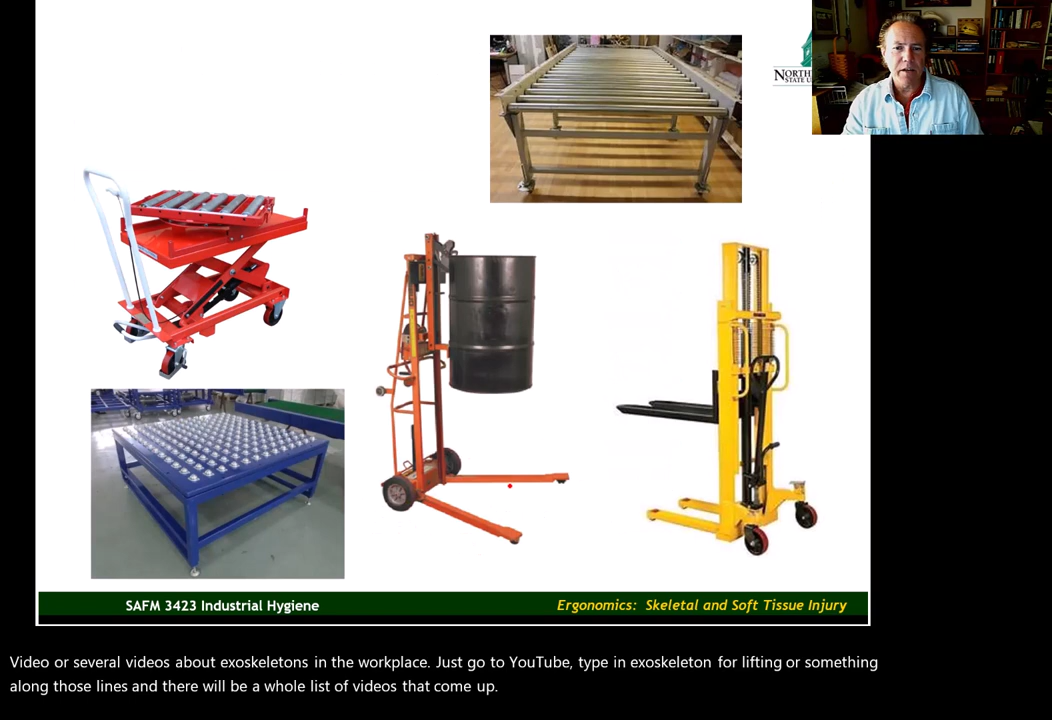 NORTH
STATE U
SAFM 3423 Industrial Hygiene
Ergonomics: Skeletal and Soft Tissue Injury
Video or several videos about exoskeletons in the workplace. Just go to YouTube, type in exoskeleton for lifting or something
along those lines and there will be a whole list of videos that come up.